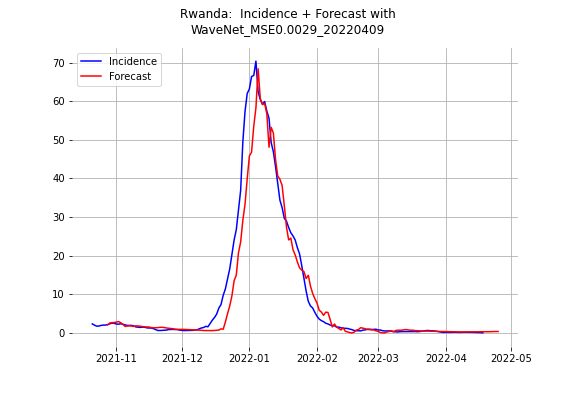 Rwanda:  Incidence + Forecast with
WaveNet_MSE0.0029_20220409
Incidence
Forecast
70
60
50
40
30
20
10
0
2021-11 2021-12 2022-01 2022-02 2022-03 2022-04 2022-05